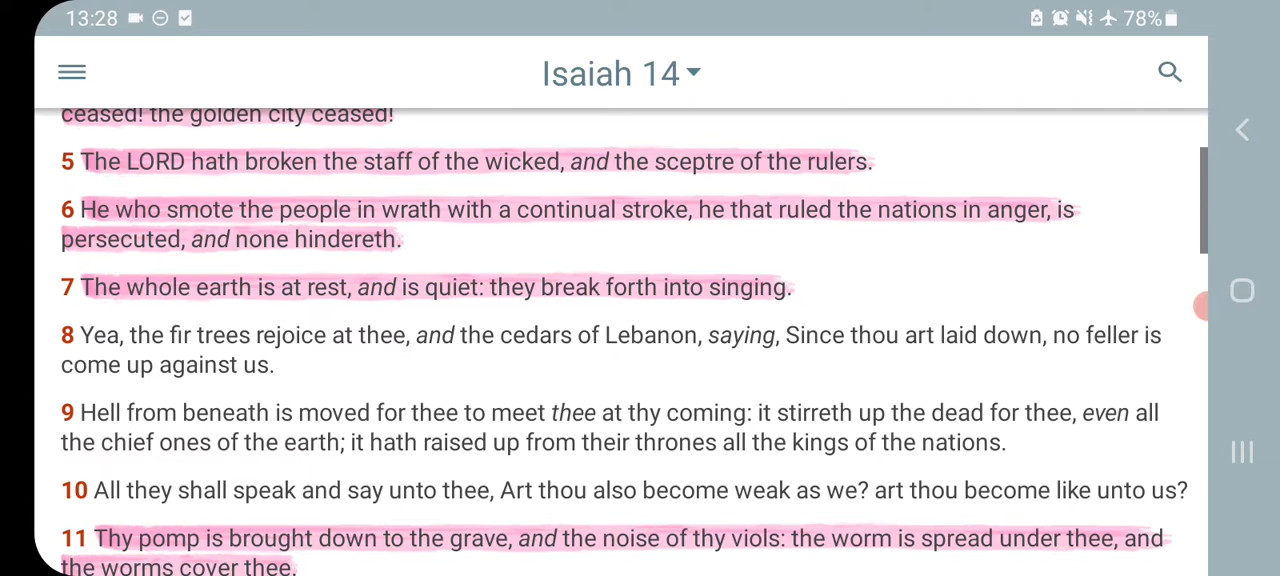 13:28
78%
Isaiah 14
ceased! the golden city ceased!
5 The LORD hath broken the staff of the wicked, and the sceptre of the rulers.
6 He who smote the people in wrath with a continual stroke, he that ruled the nations in anger, is
persecuted, and none hindereth.
7 The whole earth is at rest, and is quiet: they break forth into singing.
8 Yea, the fir trees rejoice at thee, and the cedars of Lebanon, saying, Since thou art laid down, no feller is
come up against us.
9 Hell from beneath is moved for thee to meet thee at thy coming: it stirreth up the dead for thee, even all
the chief ones of the earth; it hath raised up from their thrones all the kings of the nations.
10 All they shall speak and say unto thee, Art thou also become weak as we? art thou become like unto us?
11 Thy pomp is brought down to the grave, and the noise of thy viols: the worm is spread under thee, and
the worms cover thee.